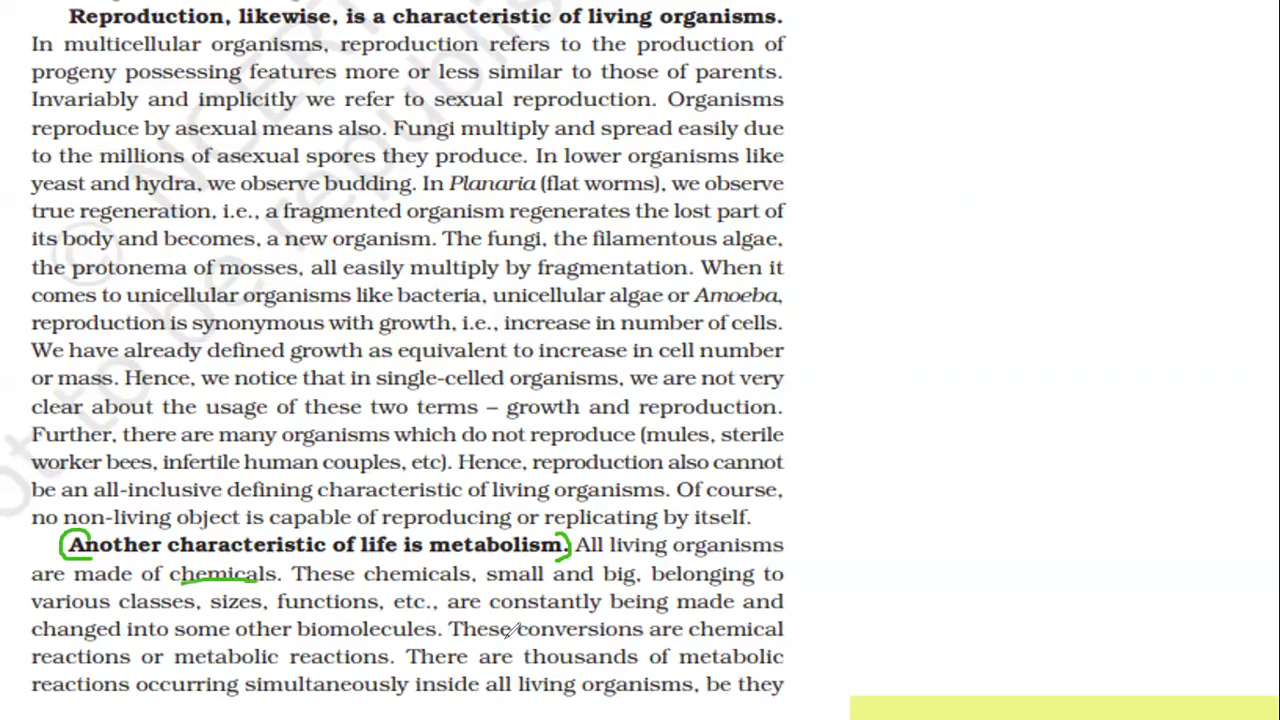 Reproduction, likewise, is a characteristic of living organisms.
In multicellular organisms, reproduction refers to the production of
progeny possessing features more or less similar to those of parents.
Invariably and implicitly we refer to sexual reproduction. Organisms
reproduce by asexual means also. Fungi multiply and spread easily due
to the millions of asexual spores they produce. In lower organisms like
yeast and hydra, we observe budding. In Planaria (flat worms), we observe
true regeneration, i.e., a fragmented organism regenerates the lost part of
its body and becomes, a new organism. The fungi, the filamentous algae,
the protonema of mosses, all easily multiply by fragmentation. When it
comes to unicellular organisms like bacteria, unicellular algae or Amoeba,
reproduction is synonymous with growth, i.e., increase in number of cells.
We have already defined growth as equivalent to increase in cell number
or mass. Hence, we notice that in single-celled organisms, we are not very
clear about the usage of these two terms – growth and reproduction.
Further, there are many organisms which do not reproduce (mules, sterile
worker bees, infertile human couples, etc). Hence, reproduction also cannot
be an all-inclusive defining characteristic of living organisms. Of course,
no non-living object is capable of reproducing or replicating by itself.
Another characteristic of life is metabolism. All living organisms
are made of chemicals. These chemicals, small and big, belonging to
various classes, sizes, functions, etc., are constantly being made and
changed into some other biomolecules. These conversions are chemical
reactions or metabolic reactions. There are thousands of metabolic
reactions occurring simultaneously inside all living organisms, be they
© NCERT
not to be republis